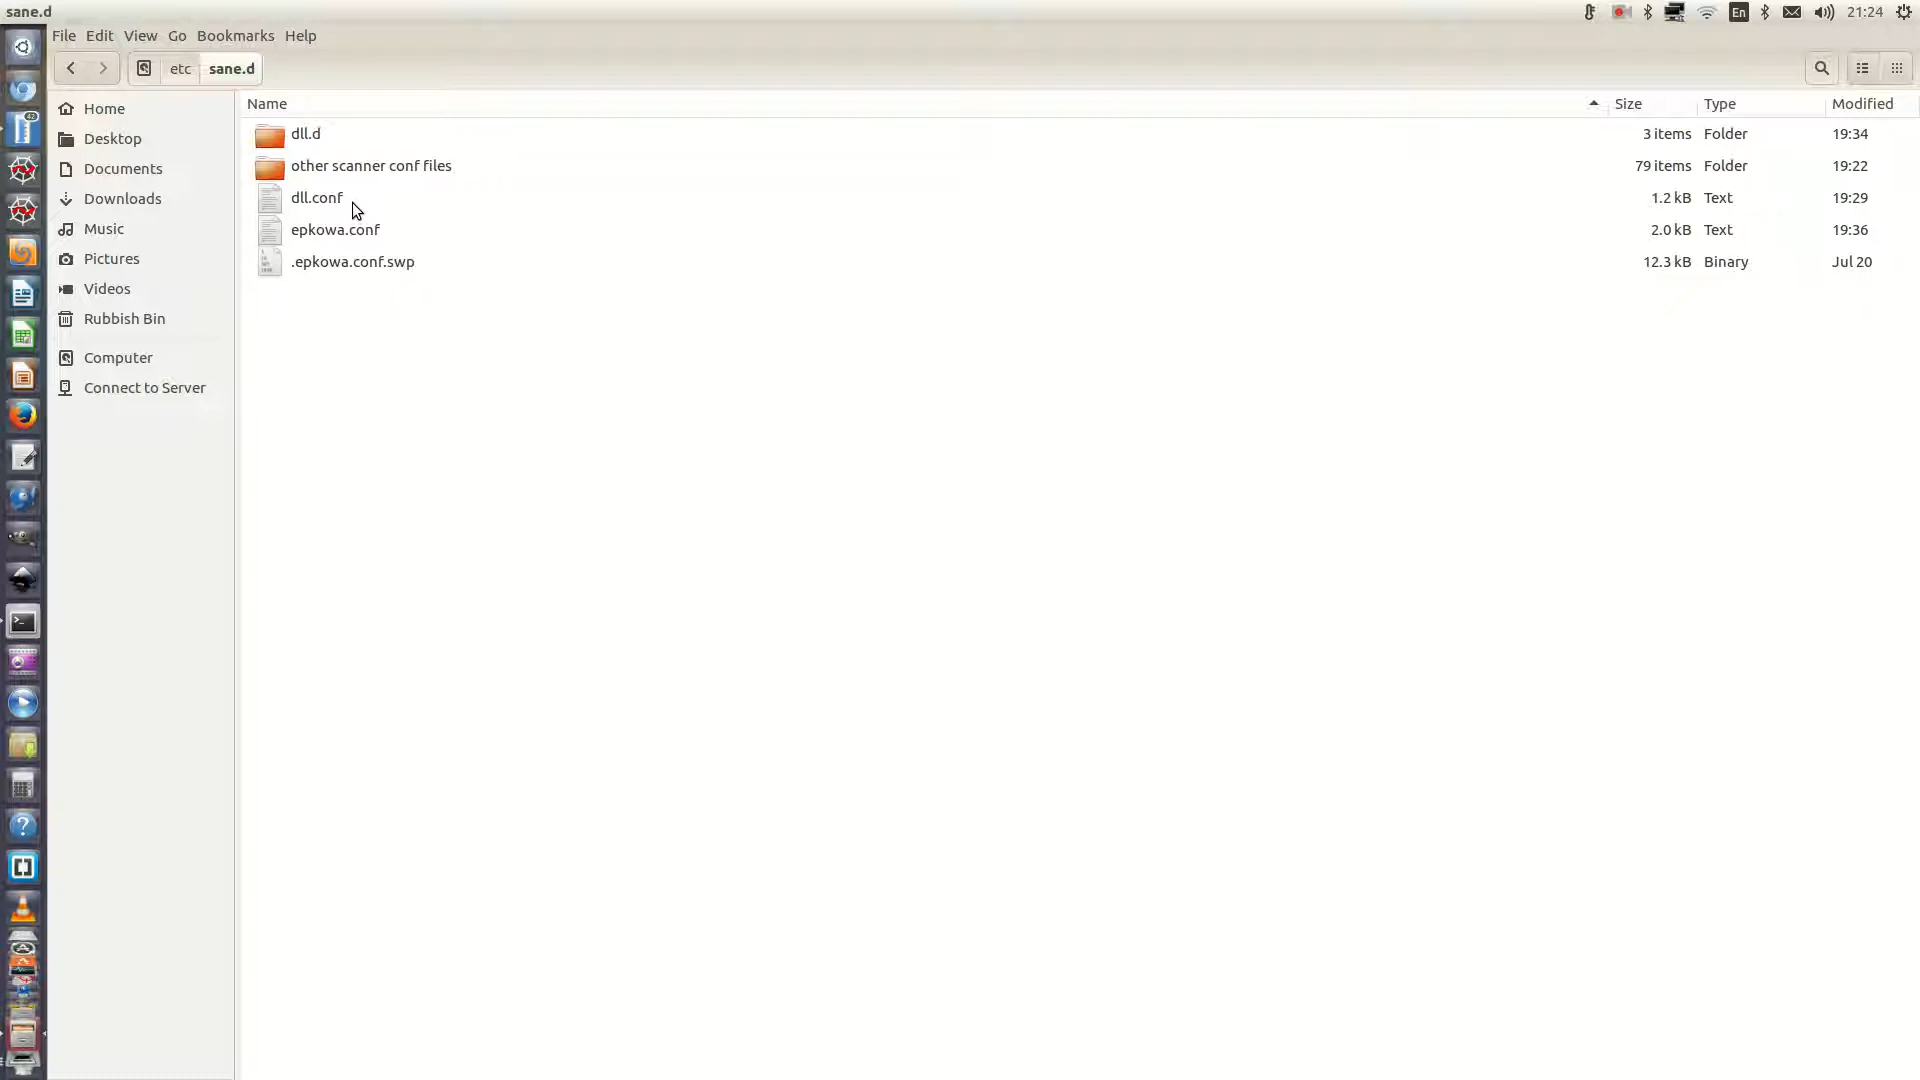 sane.d
En
21:24
File Edit View Go Bookmarks Help
etc sane.d
Home
Desktop
Documents
Downloads
Music
Pictures
Videos
Rubbish Bin
Computer
Connect to Server
Name Size Type Modified
dll.d 3 items Folder 19:34
other scanner conf files 79 items Folder 19:22
dll.conf 1.2 kB Text 19:29
epkowa.conf 2.0 kB Text 19:36
.epkowa.conf.swp 12.3 kB Binary Jul 20